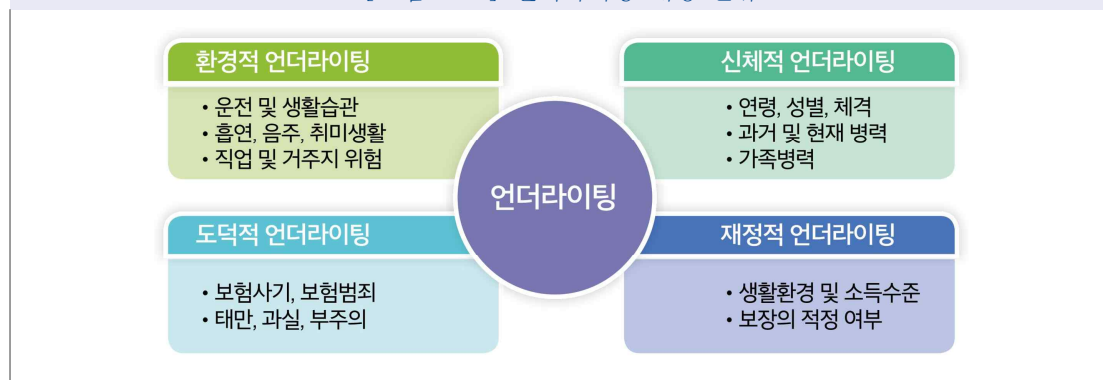 환경적 언더라이팅
• 운전 및 생활습관
• 흡연, 음주, 취미생활
• 직업 및 거주지 위험
신체적 언더라이팅
• 연령, 성별, 체격
• 과거 및 현재 병력
• 가족병력
언더라이팅
도덕적 언더라이팅
• 보험사기, 보험범죄
• 태만, 과실, 부주의
재정적 언더라이팅
• 생활환경 및 소득수준
• 보장의 적정 여부